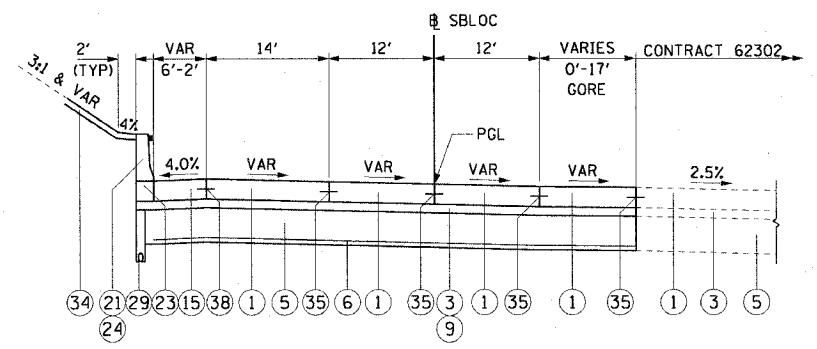 ℄ SBLOC
2' VAR 14' 12' 12' VARIES CONTRACT 62302
(TYP) 6'-2' 0'-17'
GORE
3:1 & VAR
4%
PGL
4.0% VAR VAR VAR VAR 2.5%
34 21 29 23 15 38 1 5 35 6 1 35 3 1 35 1 35 1 3 5
24 9